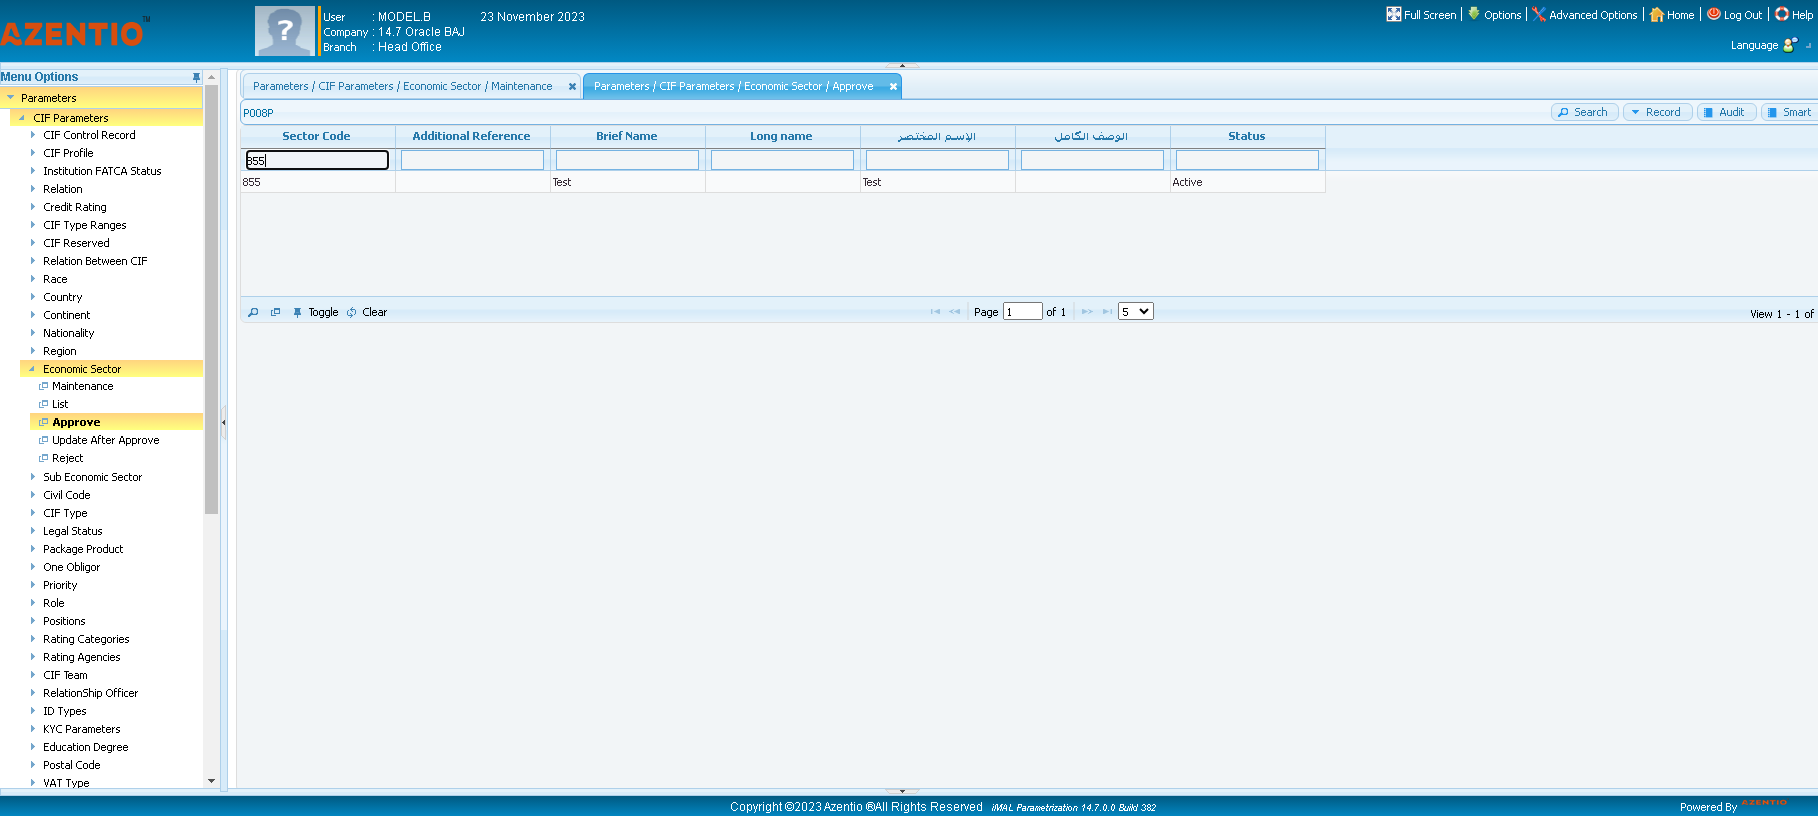 AZENTIO™
User : MODEL.B 23 November 2023
Company : 14.7 Oracle BAJ
Branch : Head Office
Full Screen | Options | Advanced Options | Home | Log Out | Help
Language
Menu Options
Parameters
CIF Parameters
CIF Control Record
CIF Profile
Institution FATCA Status
Relation
Credit Rating
CIF Type Ranges
CIF Reserved
Relation Between CIF
Race
Country
Continent
Nationality
Region
Economic Sector
Maintenance
List
Approve
Update After Approve
Reject
Sub Economic Sector
Civil Code
CIF Type
Legal Status
Package Product
One Obligor
Priority
Role
Positions
Rating Categories
Rating Agencies
CIF Team
RelationShip Officer
ID Types
KYC Parameters
Education Degree
Postal Code
VAT Type
Parameters / CIF Parameters / Economic Sector / Maintenance
Parameters / CIF Parameters / Economic Sector / Approve
P008P
Search Record Audit Smart
Sector Code Additional Reference Brief Name Long name الإسم المختصر الوصف الكامل Status
855
855 Test Test Active
Toggle Clear
Page 1 of 1 5
View 1 - 1 of
Copyright ©2023 Azentio ®All Rights Reserved iMAL Parametrization 14.7.0.0 Build 382
Powered By AZENTIO